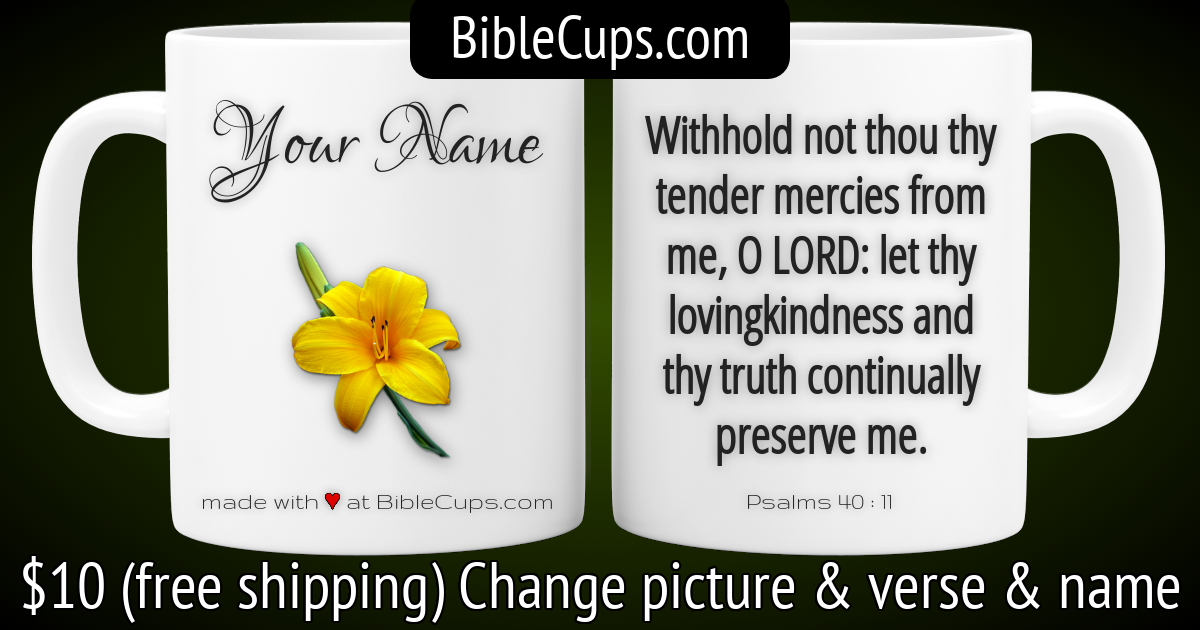 BibleCups.com
Your Name
made with ♥ at BibleCups.com
Withhold not thou thy
tender mercies from
me, O LORD: let thy
lovingkindness and
thy truth continually
preserve me.
Psalms 40 : 11
$10 (free shipping) Change picture & verse & name